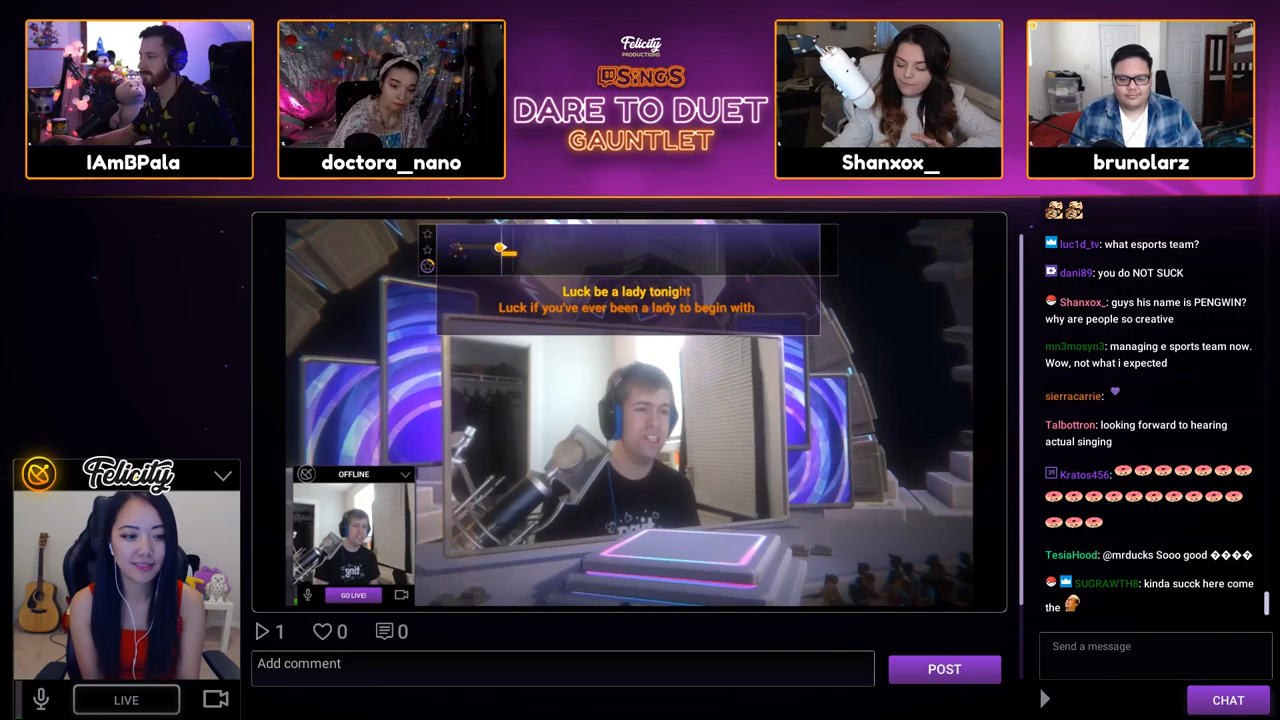 IAmBPala
doctora__nano
Felicity
PRODUCTIONS
SINGS
DARE TO DUET
GAUNTLET
Shanxox_
brunolarz
Luck be a lady tonight
Luck if you've ever been a lady to begin with
OFFLINE
GO LIVE!
1
0
0
Add comment
POST
Felicity
LIVE
luc1d_tv: what esports team?
dani89: you do NOT SUCK
Shanxox_: guys his name is PENGWIN?
why are people so creative
mn3mosyn3: managing e sports team now.
Wow, not what i expected
sierracarrie:
Talbottron: looking forward to hearing
actual singing
Kratos456:
TesiaHood: @mrducks Sooo good ����
SUGRAWTH8: kinda succk here come
the
Send a message
CHAT